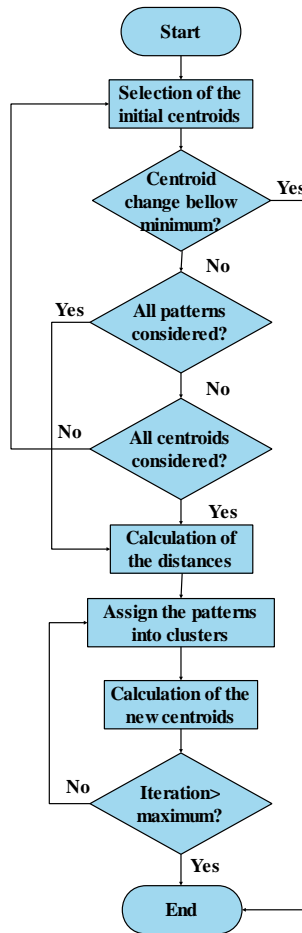 Start
Selection of the
initial centroids
Centroid
change bellow
minimum?
Yes
No
Yes
All patterns
considered?
No
No
All centroids
considered?
Yes
Calculation of
the distances
Assign the patterns
into clusters
Calculation of the
new centroids
No
Iteration>
maximum?
Yes
End